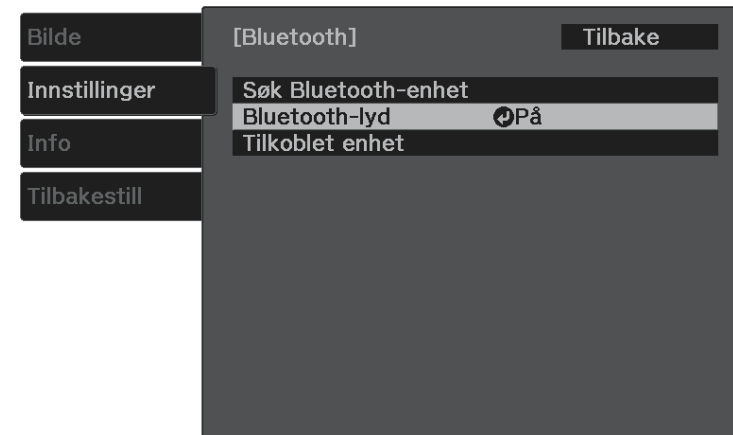 Bilde
Innstillinger
Info
Tilbakestill
[Bluetooth]
Tilbake
Søk Bluetooth-enhet
Bluetooth-lyd På
Tilkoblet enhet